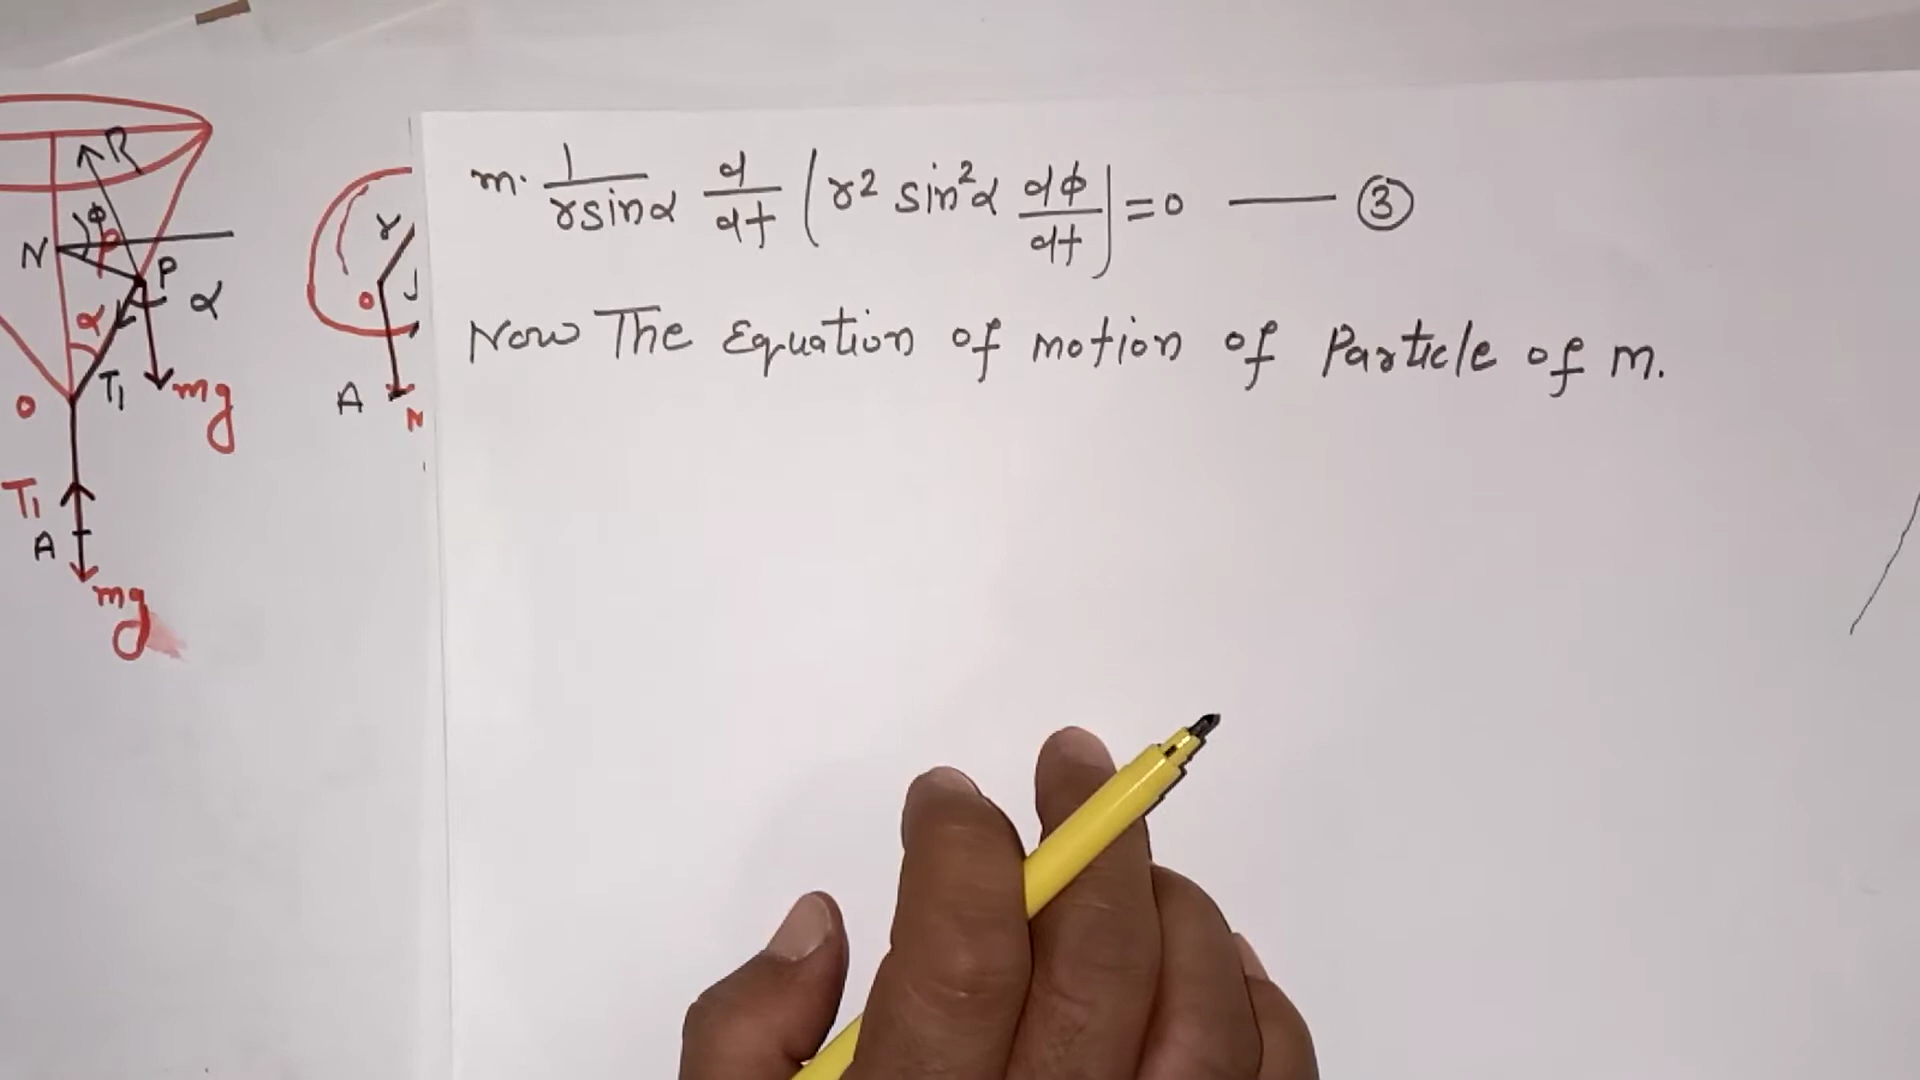 m. 1/(r sinα) d/dt (r² sin²α dϕ/dt) = 0 —— ③
Now The Equation of motion of Particle of m.
R
ϕ
N
P
P
α
α
T₁
mg
O
T₁
A
mg
r
O
A